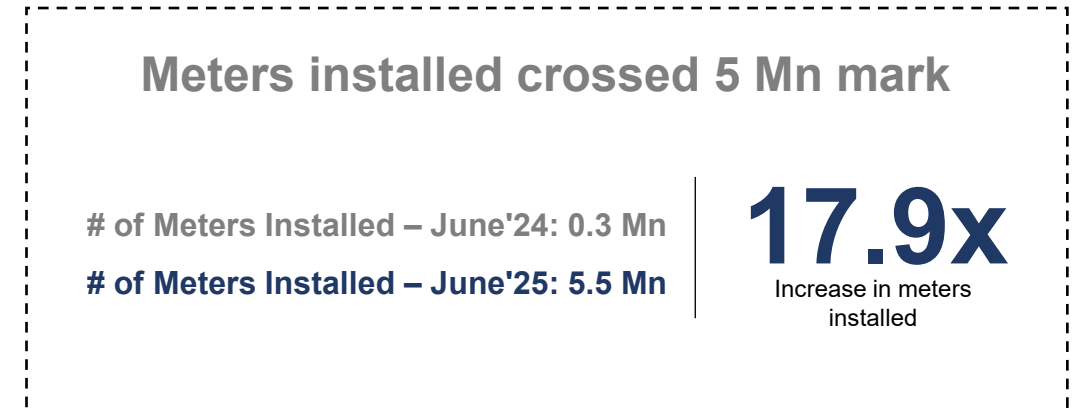 Meters installed crossed 5 Mn mark
# of Meters Installed – June'24: 0.3 Mn
# of Meters Installed – June'25: 5.5 Mn
17.9x
Increase in meters
installed